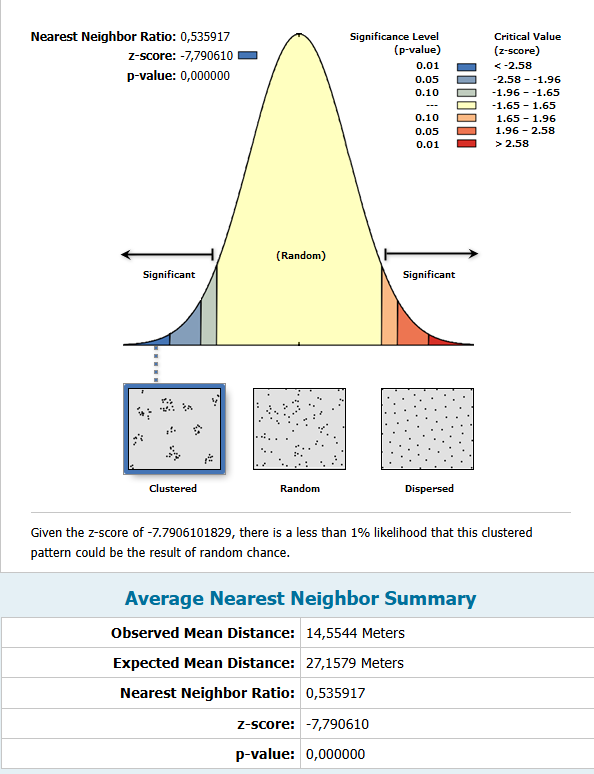 Nearest Neighbor Ratio: 0,535917
z-score: -7,790610
p-value: 0,000000
Significance Level
(p-value)
Critical Value
(z-score)
0.01 < -2.58
0.05 -2.58 – -1.96
0.10 -1.96 – -1.65
--- -1.65 – 1.65
0.10 1.65 – 1.96
0.05 1.96 – 2.58
0.01 > 2.58
(Random)
Significant Significant
Clustered Random Dispersed
Given the z-score of -7.7906101829, there is a less than 1% likelihood that this clustered
pattern could be the result of random chance.
Average Nearest Neighbor Summary
Observed Mean Distance: 14,5544 Meters
Expected Mean Distance: 27,1579 Meters
Nearest Neighbor Ratio: 0,535917
z-score: -7,790610
p-value: 0,000000